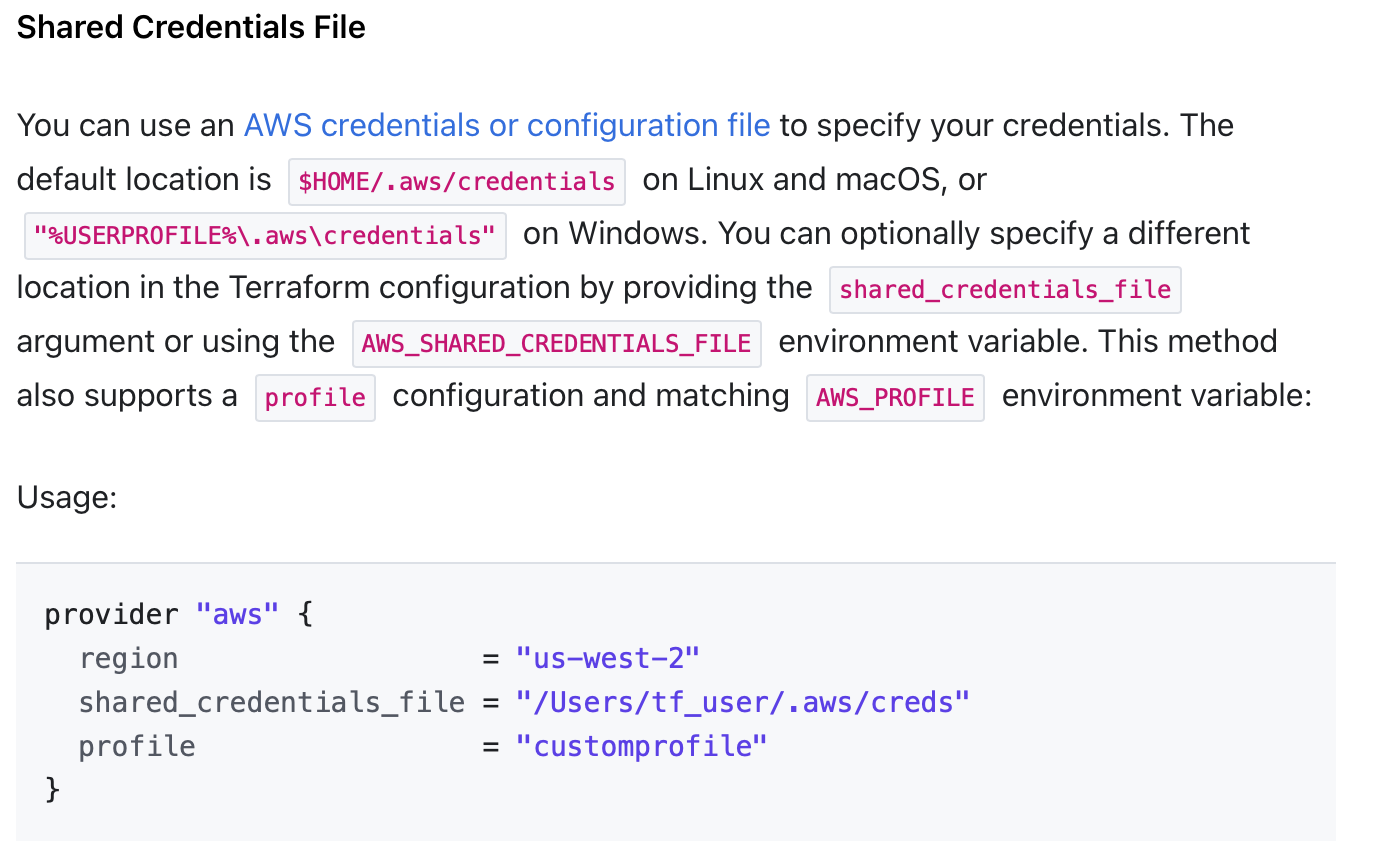 Shared Credentials File
You can use an AWS credentials or configuration file to specify your credentials. The
default location is $HOME/.aws/credentials on Linux and macOS, or
"%USERPROFILE%\.aws\credentials" on Windows. You can optionally specify a different
location in the Terraform configuration by providing the shared_credentials_file
argument or using the AWS_SHARED_CREDENTIALS_FILE environment variable. This method
also supports a profile configuration and matching AWS_PROFILE environment variable:
Usage:
provider "aws" {
  region                  = "us-west-2"
  shared_credentials_file = "/Users/tf_user/.aws/creds"
  profile                 = "customprofile"
}